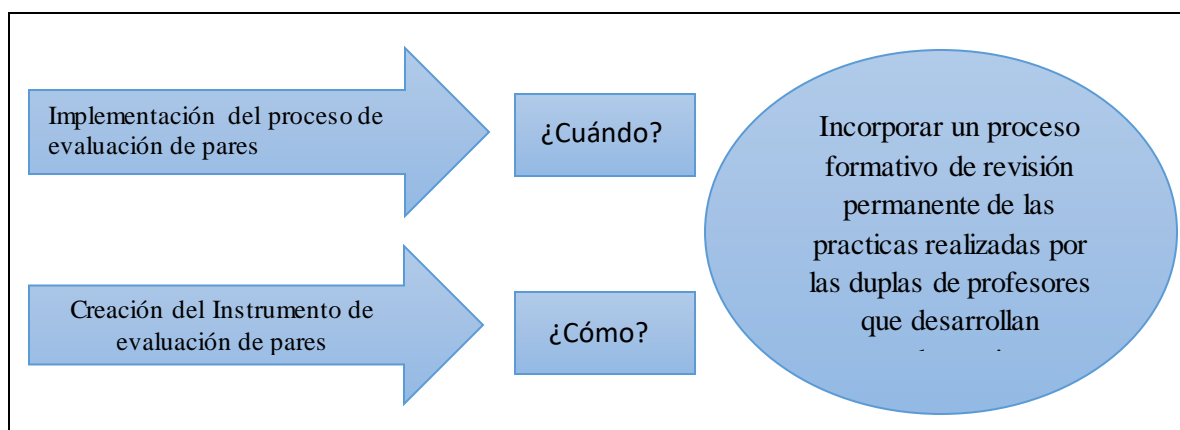 Implementación del proceso de
evaluación de pares
¿Cuándo?
Creación del Instrumento de
evaluación de pares
¿Cómo?
Incorporar un proceso
formativo de revisión
permanente de las
practicas realizadas por
las duplas de profesores
que desarrollan